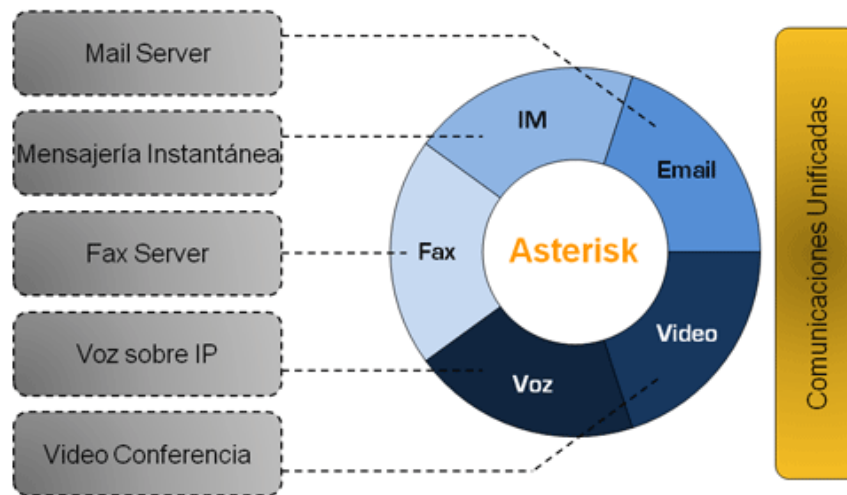 Mail Server
Mensajería Instantánea
Fax Server
Voz sobre IP
Video Conferencia
IM
Email
Fax
Asterisk
Video
Voz
Comunicaciones Unificadas